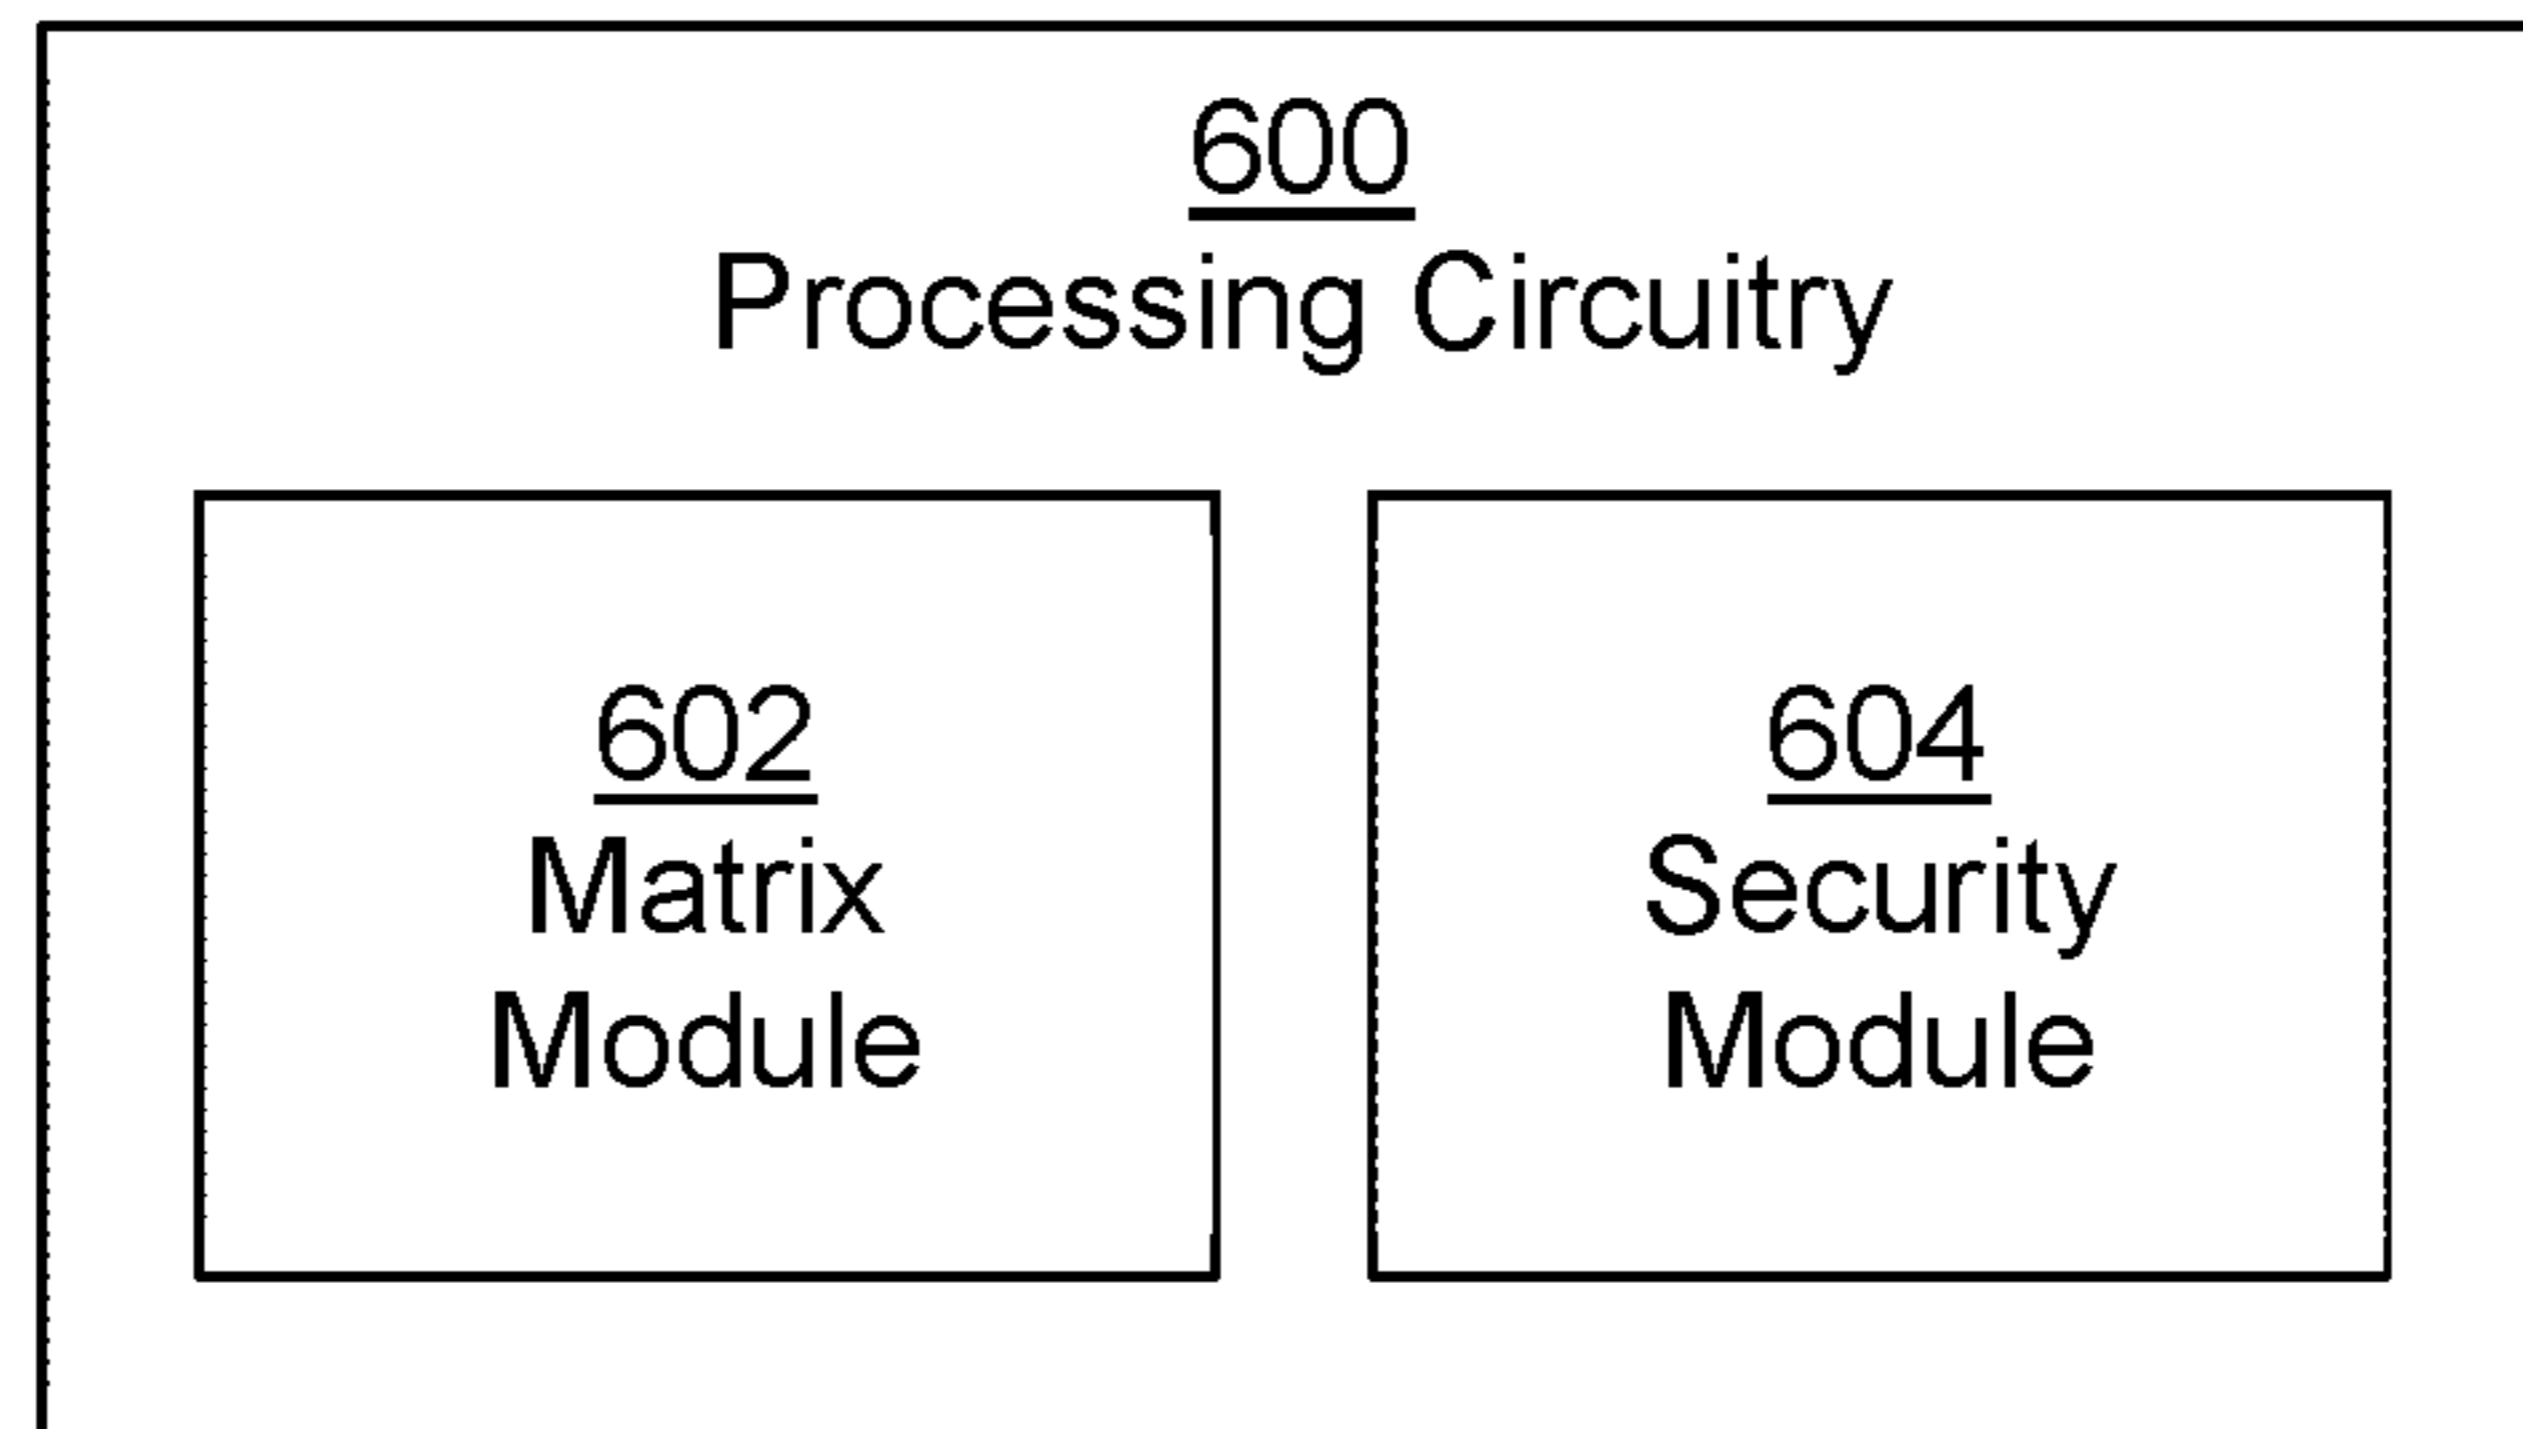 600
Processing Circuitry
602
Matrix
Module
604
Security
Module